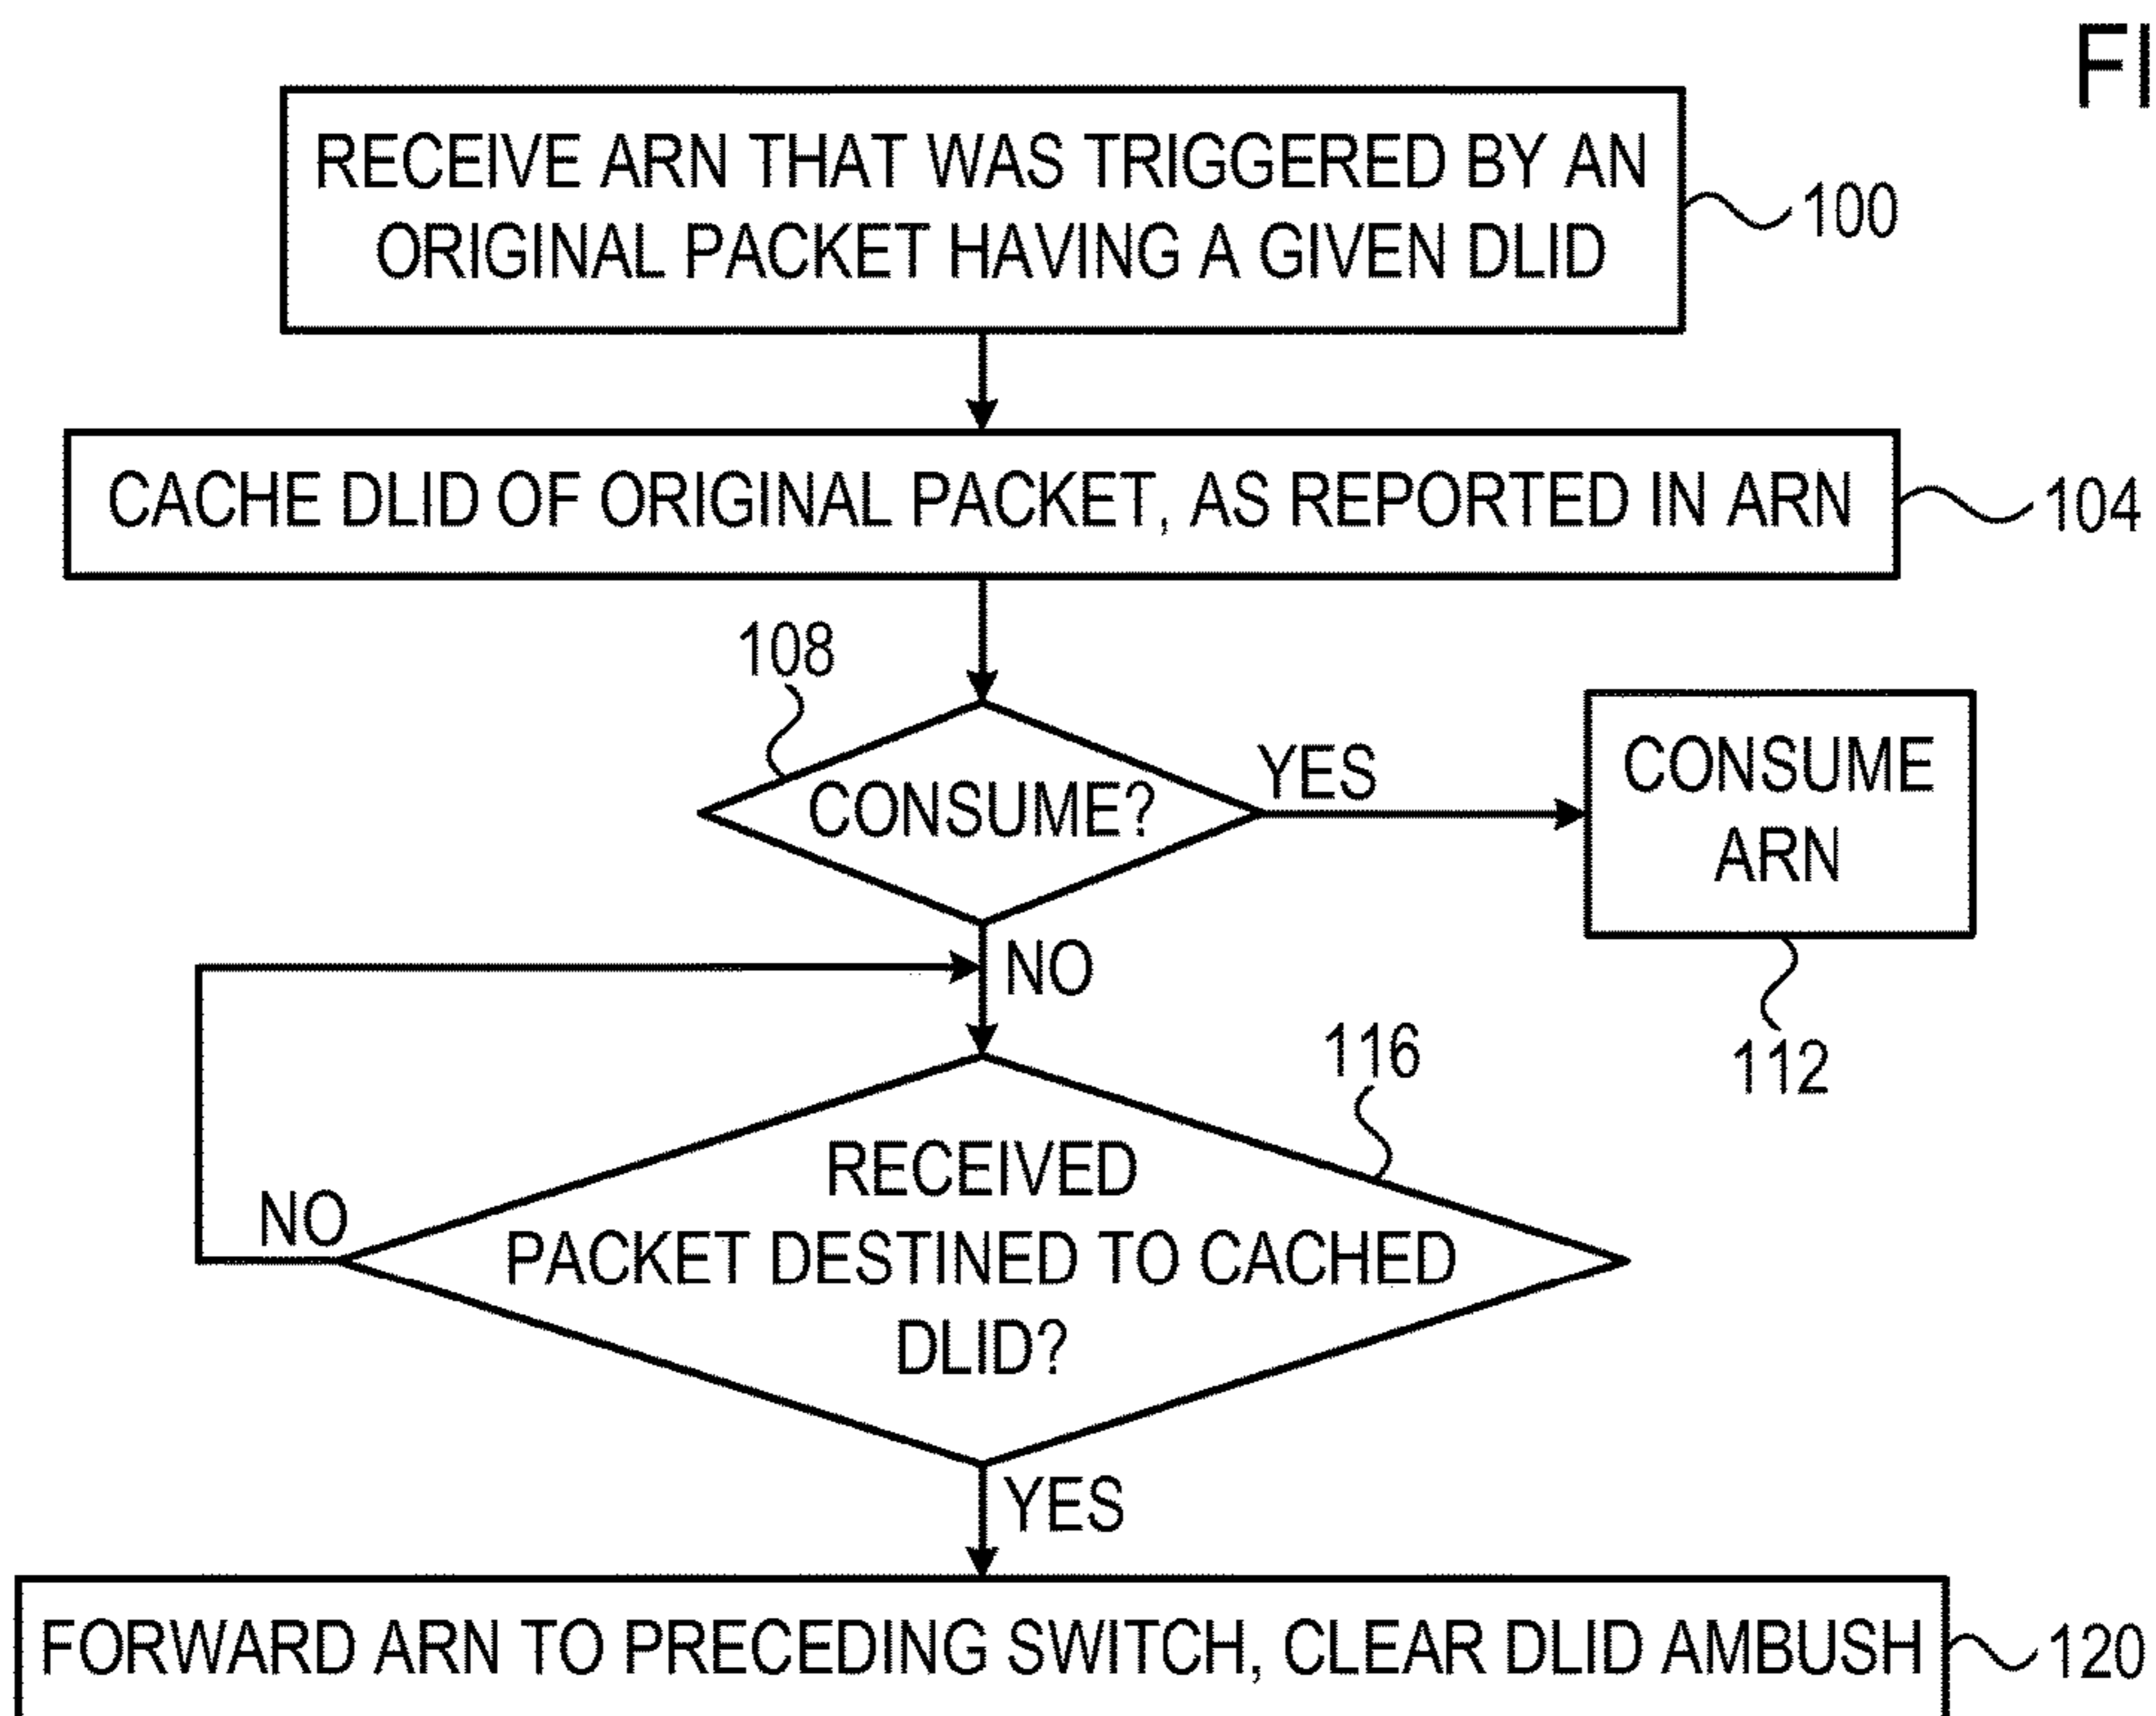 FI
RECEIVE ARN THAT WAS TRIGGERED BY AN
ORIGINAL PACKET HAVING A GIVEN DLID
100
CACHE DLID OF ORIGINAL PACKET, AS REPORTED IN ARN
104
108
CONSUME?
YES
CONSUME
ARN
112
NO
116
RECEIVED
PACKET DESTINED TO CACHED
DLID?
NO
YES
FORWARD ARN TO PRECEDING SWITCH, CLEAR DLID AMBUSH
120